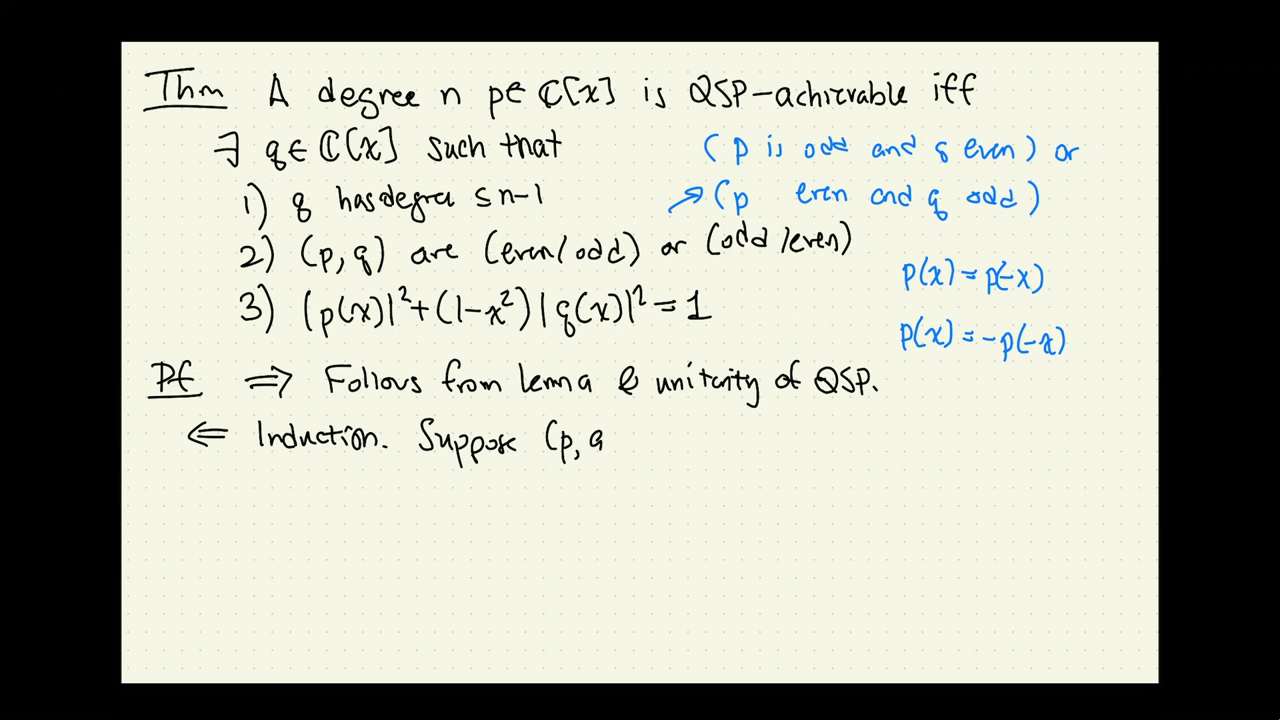 Thm A degree n p∈ ℂ[x] is QSP-achievable iff
∃ q∈ ℂ[x] such that
(p is odd and q even) or
1) q has degree ≤ n-1
→ (p even and q odd)
2) (p, q) are (even/odd) or (odd/even)
p(x) = p(-x)
3) |p(x)|²+(1-x²)|q(x)|² = 1
p(x) = -p(-x)
Pf ⇒ Follows from lemma & unitarity of QSP.
⇐ Induction. Suppose (p, q